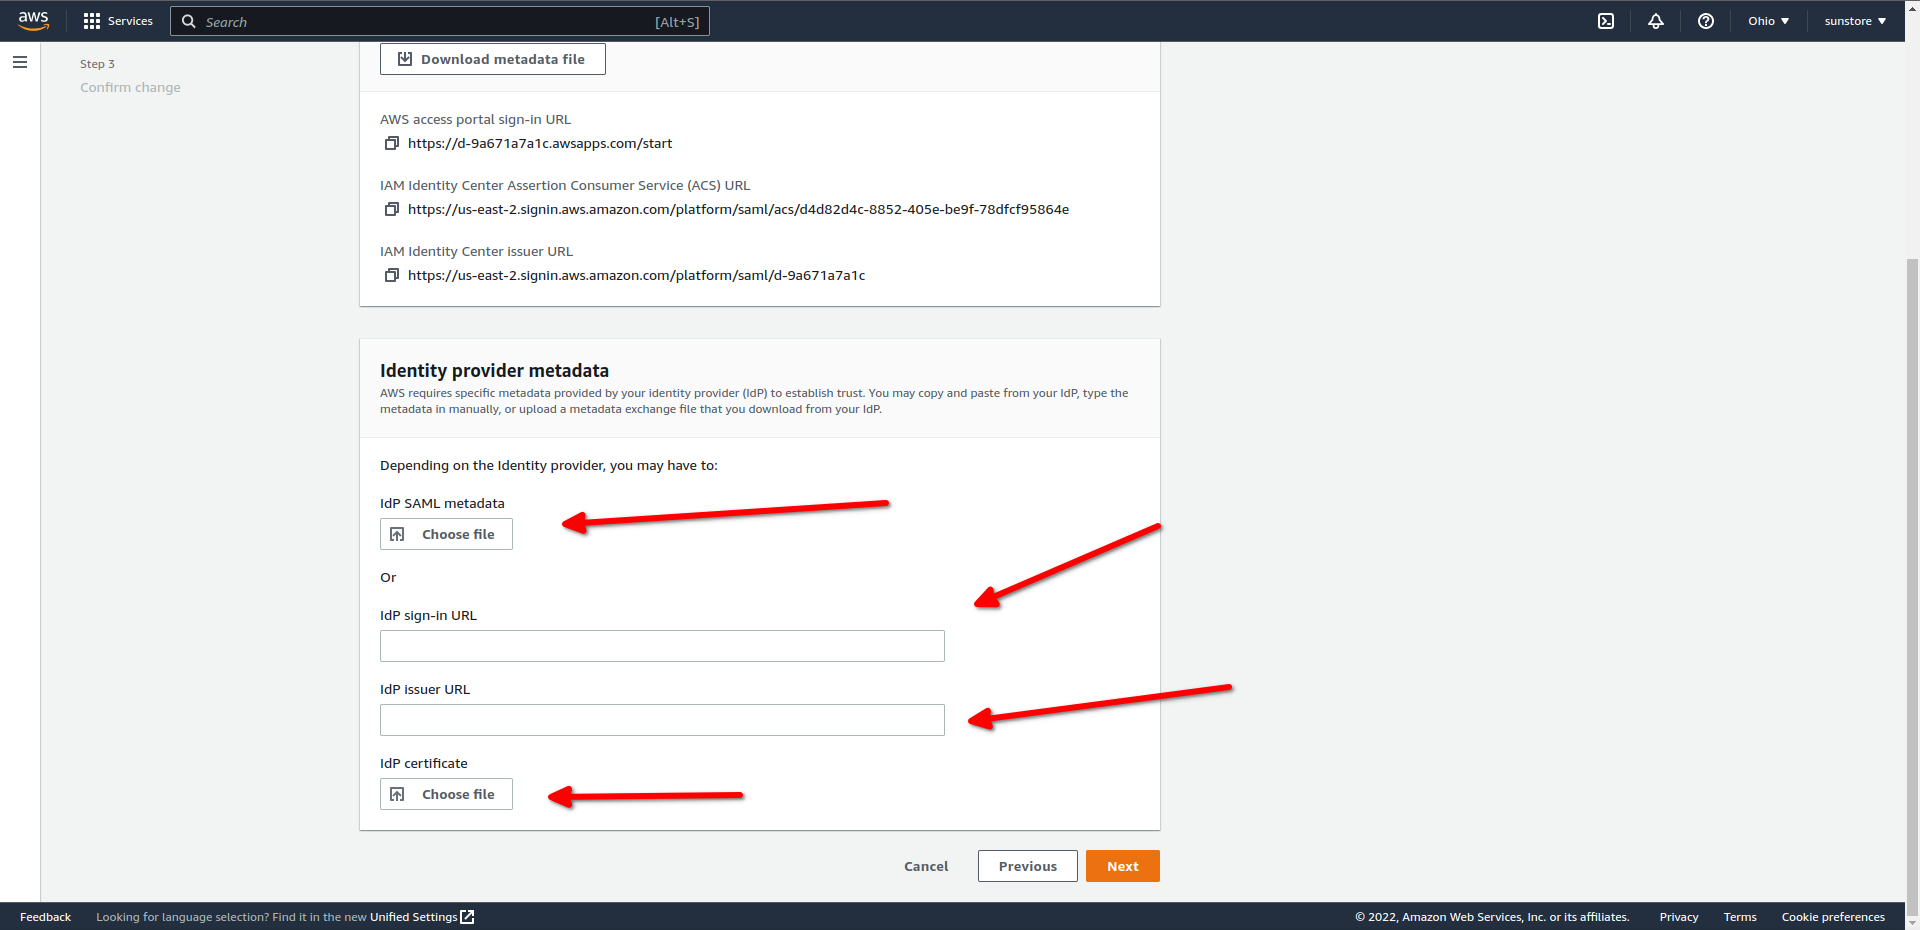 aws
Services
Search
[Alt+S]
Ohio
sunstore
Step 3
Confirm change
Download metadata file
AWS access portal sign-in URL
https://d-9a671a7a1c.awsapps.com/start
IAM Identity Center Assertion Consumer Service (ACS) URL
https://us-east-2.signin.aws.amazon.com/platform/saml/acs/d4d82d4c-8852-405e-be9f-78dfcf95864e
IAM Identity Center issuer URL
https://us-east-2.signin.aws.amazon.com/platform/saml/d-9a671a7a1c
Identity provider metadata
AWS requires specific metadata provided by your identity provider (IdP) to establish trust. You may copy and paste from your IdP, type the
metadata in manually, or upload a metadata exchange file that you download from your IdP.
Depending on the Identity provider, you may have to:
IdP SAML metadata
Choose file
Or
IdP sign-in URL
IdP issuer URL
IdP certificate
Choose file
Cancel
Previous
Next
Feedback
Looking for language selection? Find it in the new Unified Settings
© 2022, Amazon Web Services, Inc. or its affiliates.
Privacy
Terms
Cookie preferences